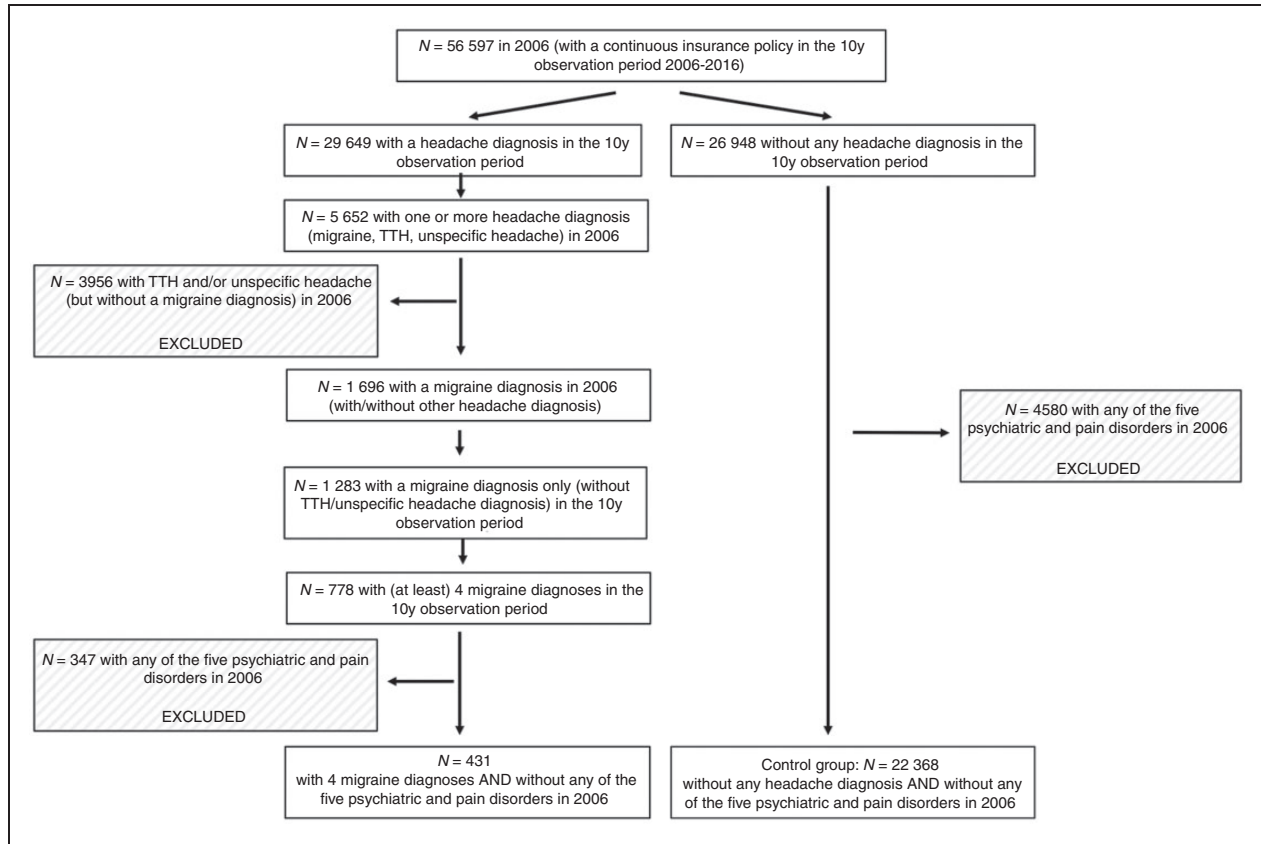 N = 56 597 in 2006 (with a continuous insurance policy in the 10y
observation period 2006-2016)
N = 29 649 with a headache diagnosis in the 10y
observation period
N = 26 948 without any headache diagnosis in the
10y observation period
N = 5 652 with one or more headache diagnosis
(migraine, TTH, unspecific headache) in 2006
N = 3956 with TTH and/or unspecific headache
(but without a migraine diagnosis) in 2006
EXCLUDED
N = 1 696 with a migraine diagnosis in 2006
(with/without other headache diagnosis)
N = 4580 with any of the five
psychiatric and pain disorders in 2006
EXCLUDED
N = 1 283 with a migraine diagnosis only (without
TTH/unspecific headache diagnosis) in the 10y
observation period
N = 778 with (at least) 4 migraine diagnoses in the
10y observation period
N = 347 with any of the five psychiatric and pain
disorders in 2006
EXCLUDED
N = 431
with 4 migraine diagnoses AND without any of the
five psychiatric and pain disorders in 2006
Control group: N = 22 368
without any headache diagnosis AND without any
of the five psychiatric and pain disorders in 2006